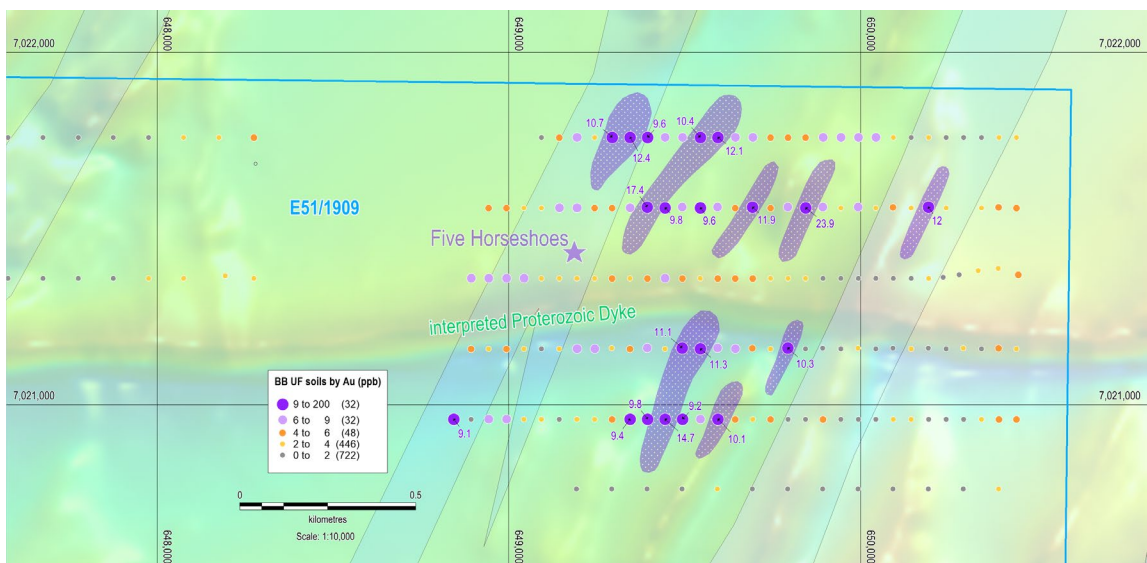 648,000
649,000
650,000
7,022,000
7,022,000
10.7
9.6
10.4
12.4
12.1
E51/1909
17.4
9.8
9.6
11.9
23.9
12
Five Horseshoes
interpreted Proterozoic Dyke
11.1
11.3
10.3
7,021,000
7,021,000
BB UF soils by Au (ppb)
9 to 200 (32)
6 to 9 (32)
4 to 6 (48)
2 to 4 (446)
0 to 2 (722)
9.1
9.8
9.2
9.4
14.7
10.1
0 0.5
kilometres
Scale: 1:10,000
648,000
649,000
650,000